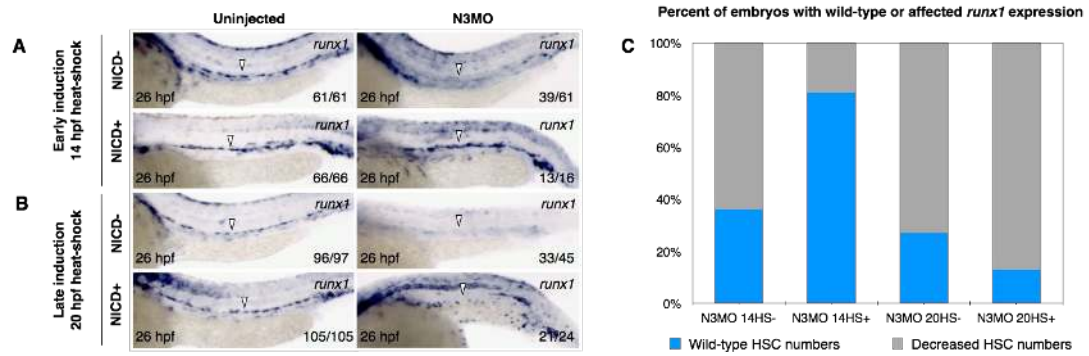 Uninjected
N3MO
A
Early induction
14 hpf heat-shock
NICD-
runx1
26 hpf
61/61
runx1
26 hpf
39/61
NICD+
runx1
26 hpf
66/66
runx1
26 hpf
13/16
B
Late induction
20 hpf heat-shock
NICD-
runx1
26 hpf
96/97
runx1
26 hpf
33/45
NICD+
runx1
26 hpf
105/105
runx1
26 hpf
21/24
Percent of embryos with wild-type or affected runx1 expression
C
100%
80%
60%
40%
20%
0%
N3MO 14HS- N3MO 14HS+ N3MO 20HS- N3MO 20HS+
Wild-type HSC numbers
Decreased HSC numbers